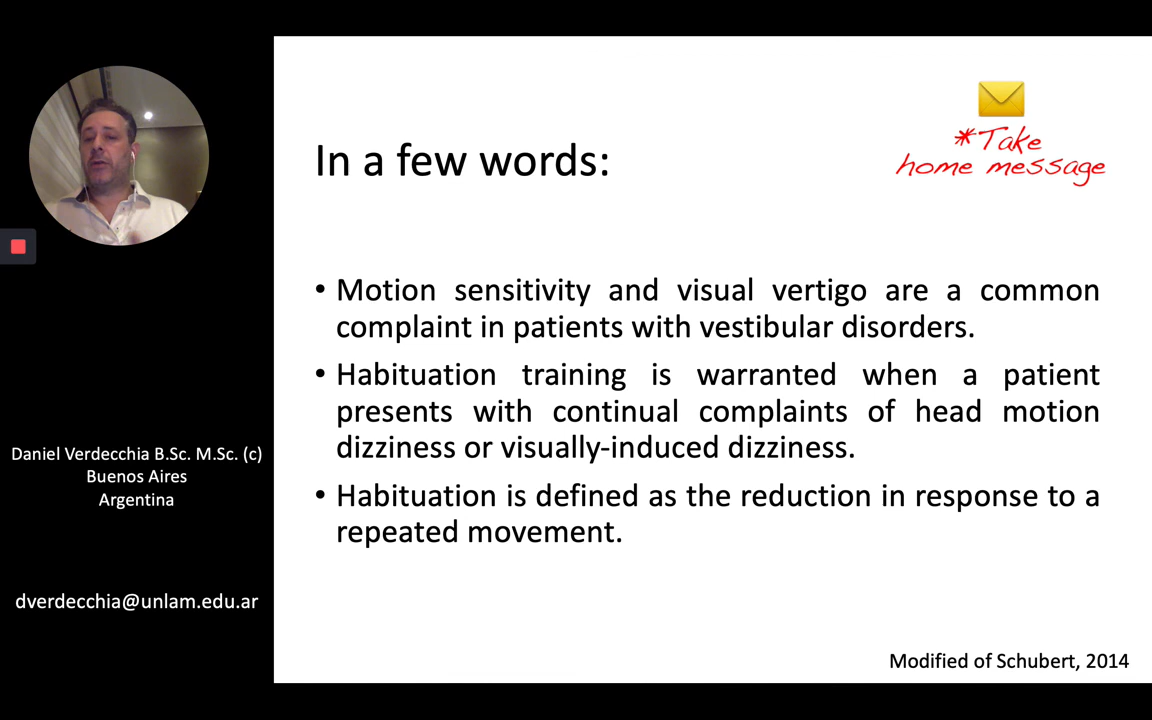 In a few words:
*Take
home message
• Motion sensitivity and visual vertigo are a common
complaint in patients with vestibular disorders.
• Habituation training is warranted when a patient
presents with continual complaints of head motion
dizziness or visually-induced dizziness.
• Habituation is defined as the reduction in response to a
repeated movement.
Daniel Verdecchia B.Sc. M.Sc. (c)
Buenos Aires
Argentina
dverdecchia@unlam.edu.ar
Modified of Schubert, 2014